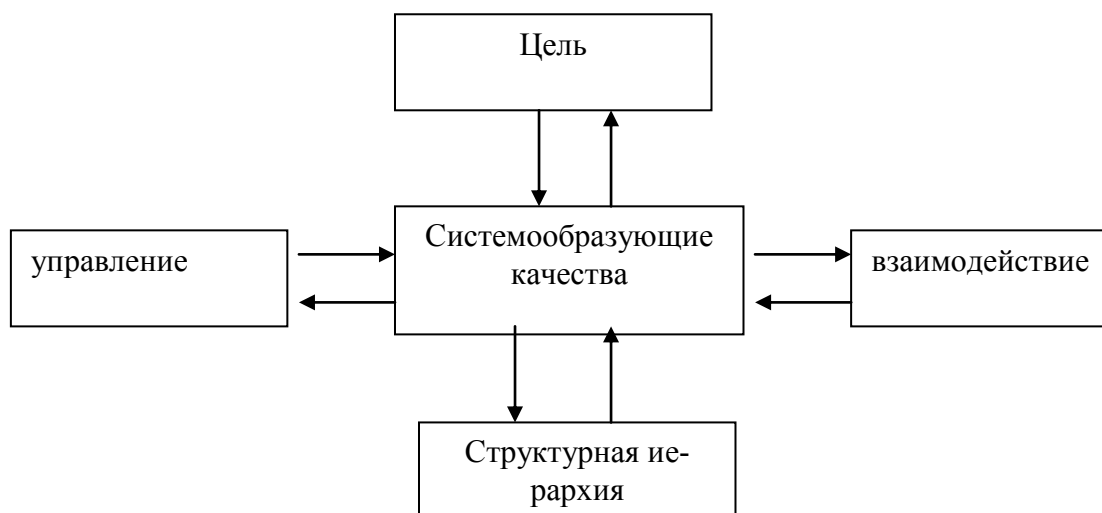 Цель
Системообразующие
качества
управление
взаимодействие
Структурная ие-
рархия